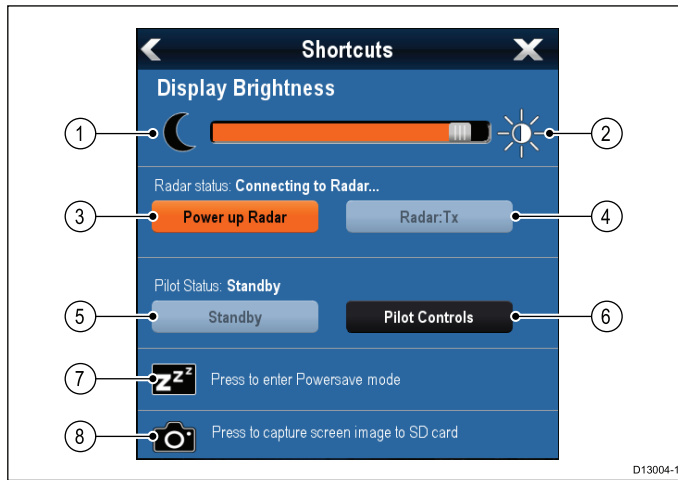 Shortcuts
Display Brightness
1
2
Radar status: Connecting to Radar...
3
Power up Radar
Radar:Tx
4
Pilot Status: Standby
5
Standby
Pilot Controls
6
7
zzz
Press to enter Powersave mode
8
Press to capture screen image to SD card
D13004-1